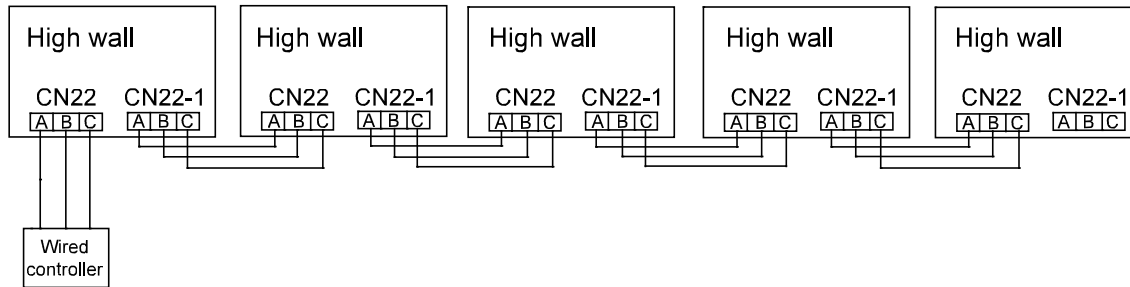 High wall High wall High wall High wall High wall
CN22 CN22-1 CN22 CN22-1 CN22 CN22-1 CN22 CN22-1 CN22 CN22-1
A B C A B C A B C A B C A B C A B C A B C A B C A B C A B C
Wired
controller